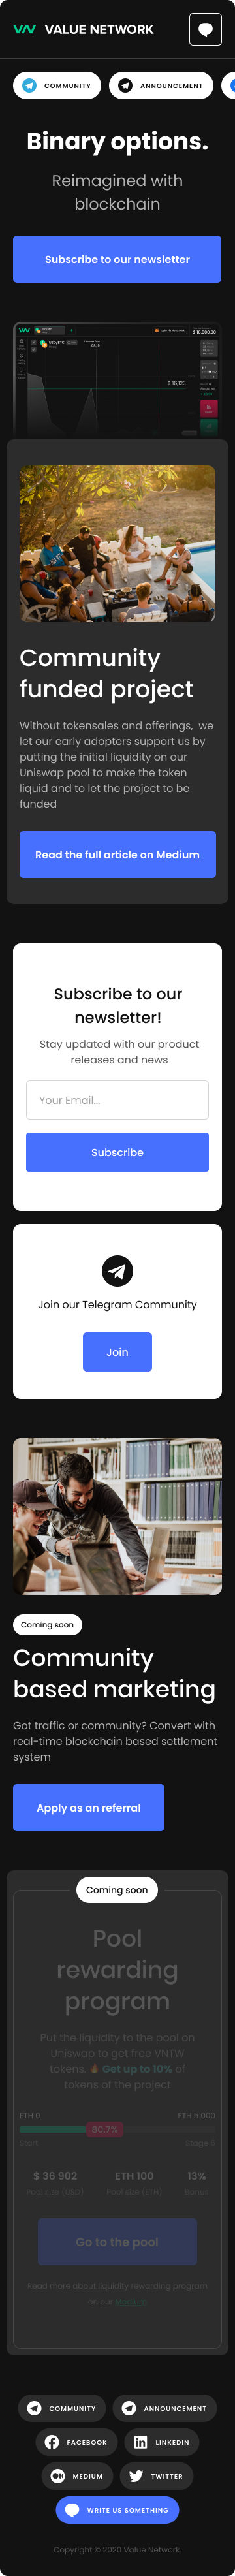 VALUE NETWORK
COMMUNITY
ANNOUNCEMENT
Binary options.
Reimagined with
blockchain
Subscribe to our newsletter
$ 10,000.00
$ 16,123
Community
funded project
Without tokensales and offerings, we
let our early adopters support us by
putting the initial liquidity on our
Uniswap pool to make the token
liquid and to let the project to be
funded
Read the full article on Medium
Subscribe to our
newsletter!
Stay updated with our product
releases and news
Your Email...
Subscribe
Join our Telegram Community
Join
Coming soon
Community
based marketing
Got traffic or community? Convert with
real-time blockchain based settlement
system
Apply as an referral
Coming soon
Pool
rewarding
program
Put the liquidity to the pool on
Uniswap to get free VNTW
tokens. 🔥 Get up to 10% of
tokens of the project
ETH 0 ETH 5 000
60.7%
Start Stage II
$ 36 902 ETH 100 13%
Pool size (USD) Pool size (ETH) Bonus
Go to the pool
Read more about liquidity rewarding program
on our Medium
COMMUNITY ANNOUNCEMENT
FACEBOOK LINKEDIN
MEDIUM TWITTER
WRITE US SOMETHING
Copyright © 2020 Value Network.